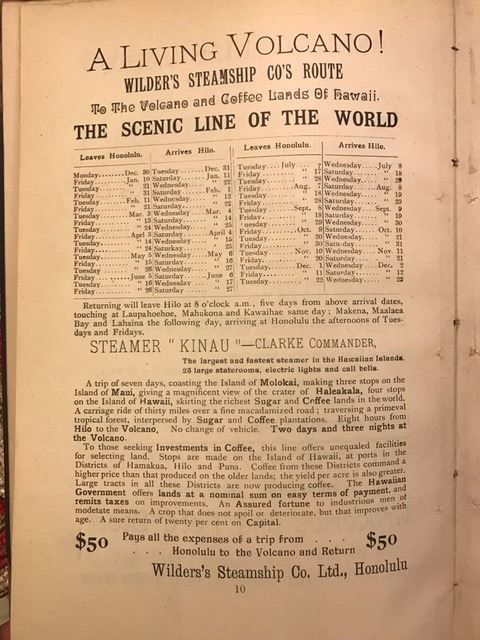 A LIVING VOLCANO!
WILDER'S STEAMSHIP CO'S ROUTE
To The Volcano and Coffee Lands Of Hawaii.
THE SCENIC LINE OF THE WORLD
Leaves Honolulu. Arrives Hilo. Leaves Honolulu. Arrives Hilo.
Monday.......Dec. 30 Tuesday......Dec. 31
Friday.......Jan. 10 Saturday.....Jan. 11
Tuesday...... " 21 Wednesday.... " 22
Friday....... " 31 Saturday.....Feb. 1
Tuesday......Feb. 11 Wednesday.... " 12
Friday....... " 21 Saturday..... " 22
Tuesday......Mar. 3 Wednesday....Mar. 4
Friday....... " 13 Saturday..... " 14
Tuesday...... " 24 Wednesday.... " 25
Friday.....April 3 Saturday....April 4
Tuesday...... " 14 Wednesday.... " 15
Friday....... " 24 Saturday..... " 25
Tuesday......May 5 Wednesday....May 6
Friday....... " 15 Saturday..... " 16
Tuesday...... " 26 Wednesday.... " 27
Friday......June 5 Saturday.....June 6
Tuesday...... " 16 Wednesday.... " 17
Friday....... " 26 Saturday..... " 27
Tuesday....July 7 Wednesday....July 8
Friday....... " 17 Saturday..... " 18
Tuesday...... " 28 Wednesday.... " 29
Friday......Aug. 7 Saturday.....Aug. 8
Tuesday...... " 18 Wednesday.... " 19
Friday....... " 28 Saturday..... " 29
Tuesday.....Sept. 8 Wednesday...Sept. 9
Friday....... " 18 Saturday..... " 19
Tuesday...... " 29 Wednesday.... " 30
Friday......Oct. 9 Saturday.....Oct. 10
Tuesday...... " 20 Wednesday.... " 21
Friday....... " 30 Saturday..... " 31
Tuesday.....Nov. 10 Wednesday....Nov. 11
Friday....... " 20 Saturday..... " 21
Tuesday.....Dec. 1 Wednesday....Dec. 2
Friday....... " 11 Saturday..... " 12
Tuesday...... " 22 Wednesday.... " 23
Returning will leave Hilo at 8 o'clock a.m., five days from above arrival dates,
touching at Laupahoehoe, Mahukona and Kawaihae same day; Makena, Maalaea
Bay and Lahaina the following day, arriving at Honolulu the afternoons of Tues-
days and Fridays.
STEAMER "KINAU"—CLARKE COMMANDER,
The largest and fastest steamer in the Hawaiian Islands.
25 large staterooms, electric lights and call bells.
A trip of seven days, coasting the Island of Molokai, making three stops on the
Island of Maui, giving a magnificent view of the crater of Haleakala, four stops
on the Island of Hawaii, skirting the richest Sugar and Coffee lands in the world.
A carriage ride of thirty miles over a fine macadamized road; traversing a primeval
tropical forest, interpersed by Sugar and Coffee plantations. Eight hours from
Hilo to the Volcano, No change of vehicle. Two days and three nights at
the Volcano.
To those seeking Investments in Coffee, this line offers unequaled facilities
for selecting land. Stops are made on the Island of Hawaii, at ports in the
Districts of Hamakua, Hilo and Puna. Coffee from these Districts command a
higher price than that produced on the older lands; the yield per acre is also greater.
Large tracts in all these Districts are now producing coffee. The Hawaiian
Government offers lands at a nominal sum on easy terms of payment, and
remits taxes on improvements. An Assured fortune to industrious men of
modetate means. A crop that does not spoil or deteriorate, but that improves with
age. A sure return of twenty per cent on Capital.
$50 Pays all the expenses of a trip from . . . $50
. . . Honolulu to the Volcano and Return
Wilders's Steamship Co. Ltd., Honolulu
10